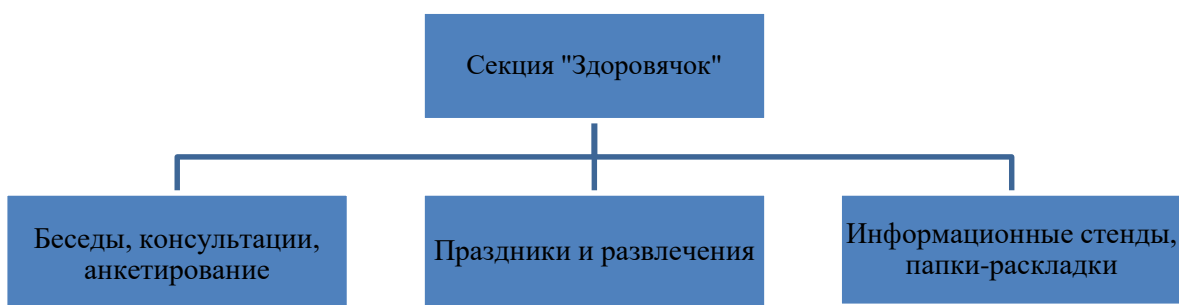 Секция "Здоровячок"
Беседы, консультации,
анкетирование
Праздники и развлечения
Информационные стенды,
папки-раскладки